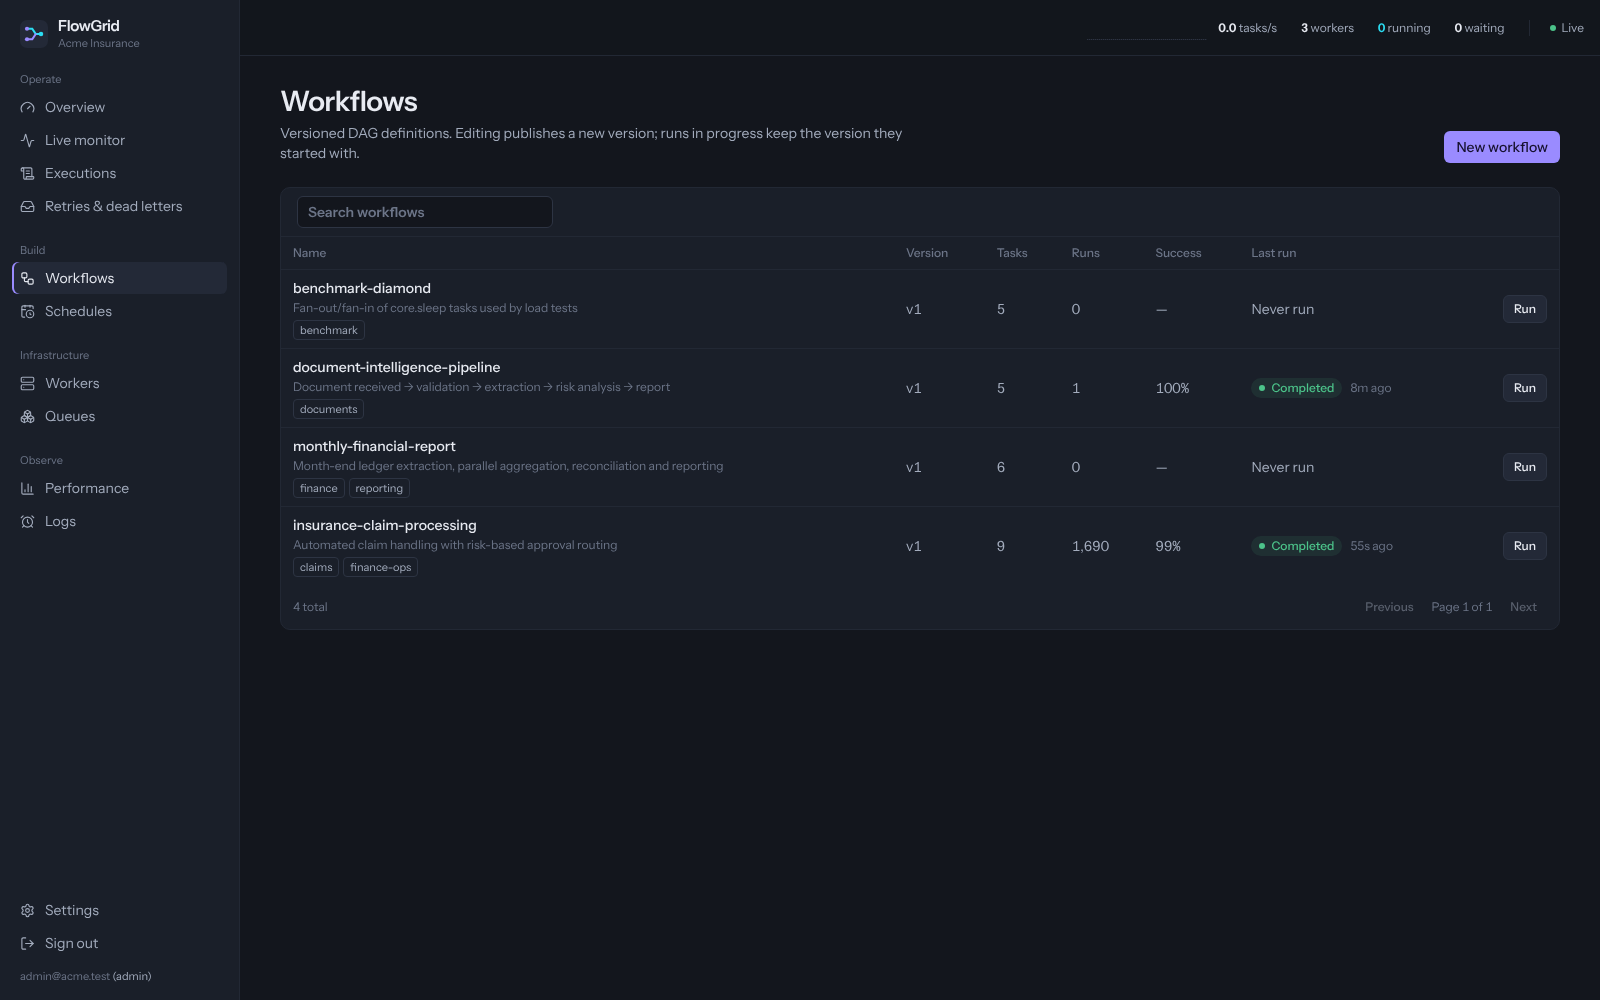 FlowGrid
Acme Insurance
Operate
Overview
Live monitor
Executions
Retries & dead letters
Build
Workflows
Schedules
Infrastructure
Workers
Queues
Observe
Performance
Logs
Settings
Sign out
admin@acme.test (admin)
0.0 tasks/s 3 workers 0 running 0 waiting Live
Workflows
Versioned DAG definitions. Editing publishes a new version; runs in progress keep the version they
started with.
New workflow
Search workflows
Name Version Tasks Runs Success Last run
benchmark-diamond
Fan-out/fan-in of core.sleep tasks used by load tests
benchmark
v1 5 0 — Never run Run
document-intelligence-pipeline
Document received → validation → extraction → risk analysis → report
documents
v1 5 1 100% Completed 8m ago Run
monthly-financial-report
Month-end ledger extraction, parallel aggregation, reconciliation and reporting
finance reporting
v1 6 0 — Never run Run
insurance-claim-processing
Automated claim handling with risk-based approval routing
claims finance-ops
v1 9 1,690 99% Completed 55s ago Run
4 total Previous Page 1 of 1 Next